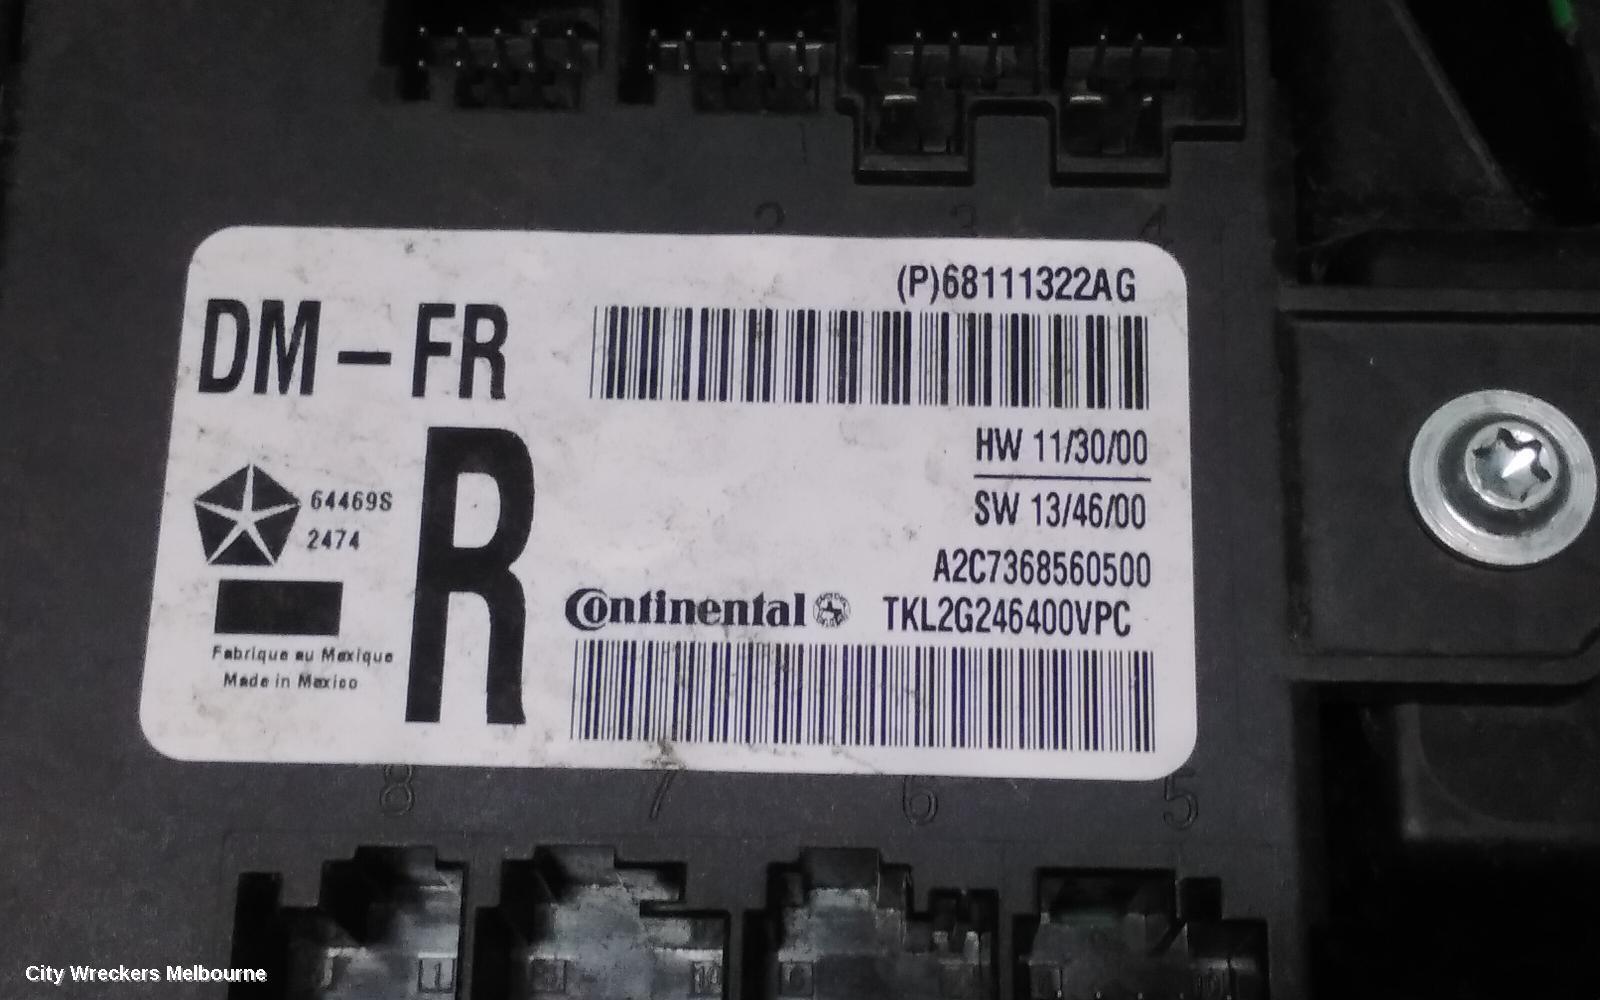 2 3 4
(P)68111322AG
DM – FR
HW 11/30/00
SW 13/46/00
64469S
2474
R
A2C7368560500
Continental TKL2G246400VPC
Fabrique au Mexique
Made in Mexico
8 7 6 5
1
City Wreckers Melbourne